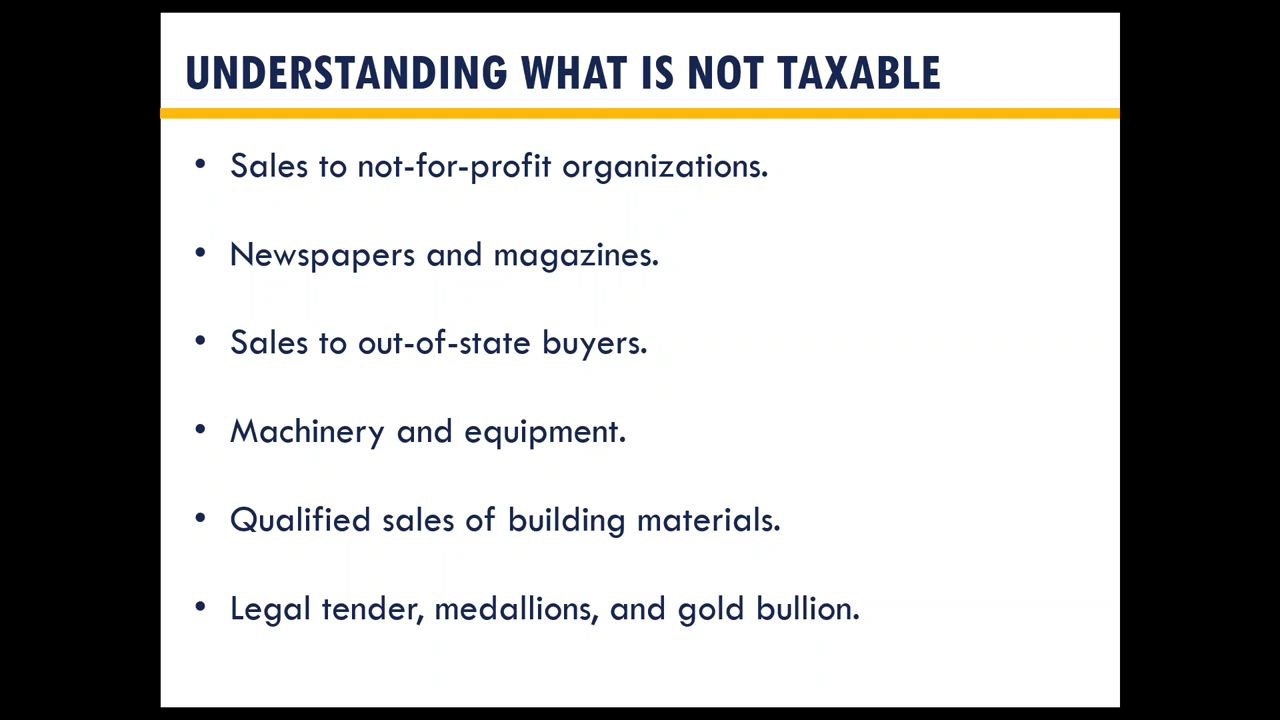 UNDERSTANDING WHAT IS NOT TAXABLE
• Sales to not-for-profit organizations.
• Newspapers and magazines.
• Sales to out-of-state buyers.
• Machinery and equipment.
• Qualified sales of building materials.
• Legal tender, medallions, and gold bullion.